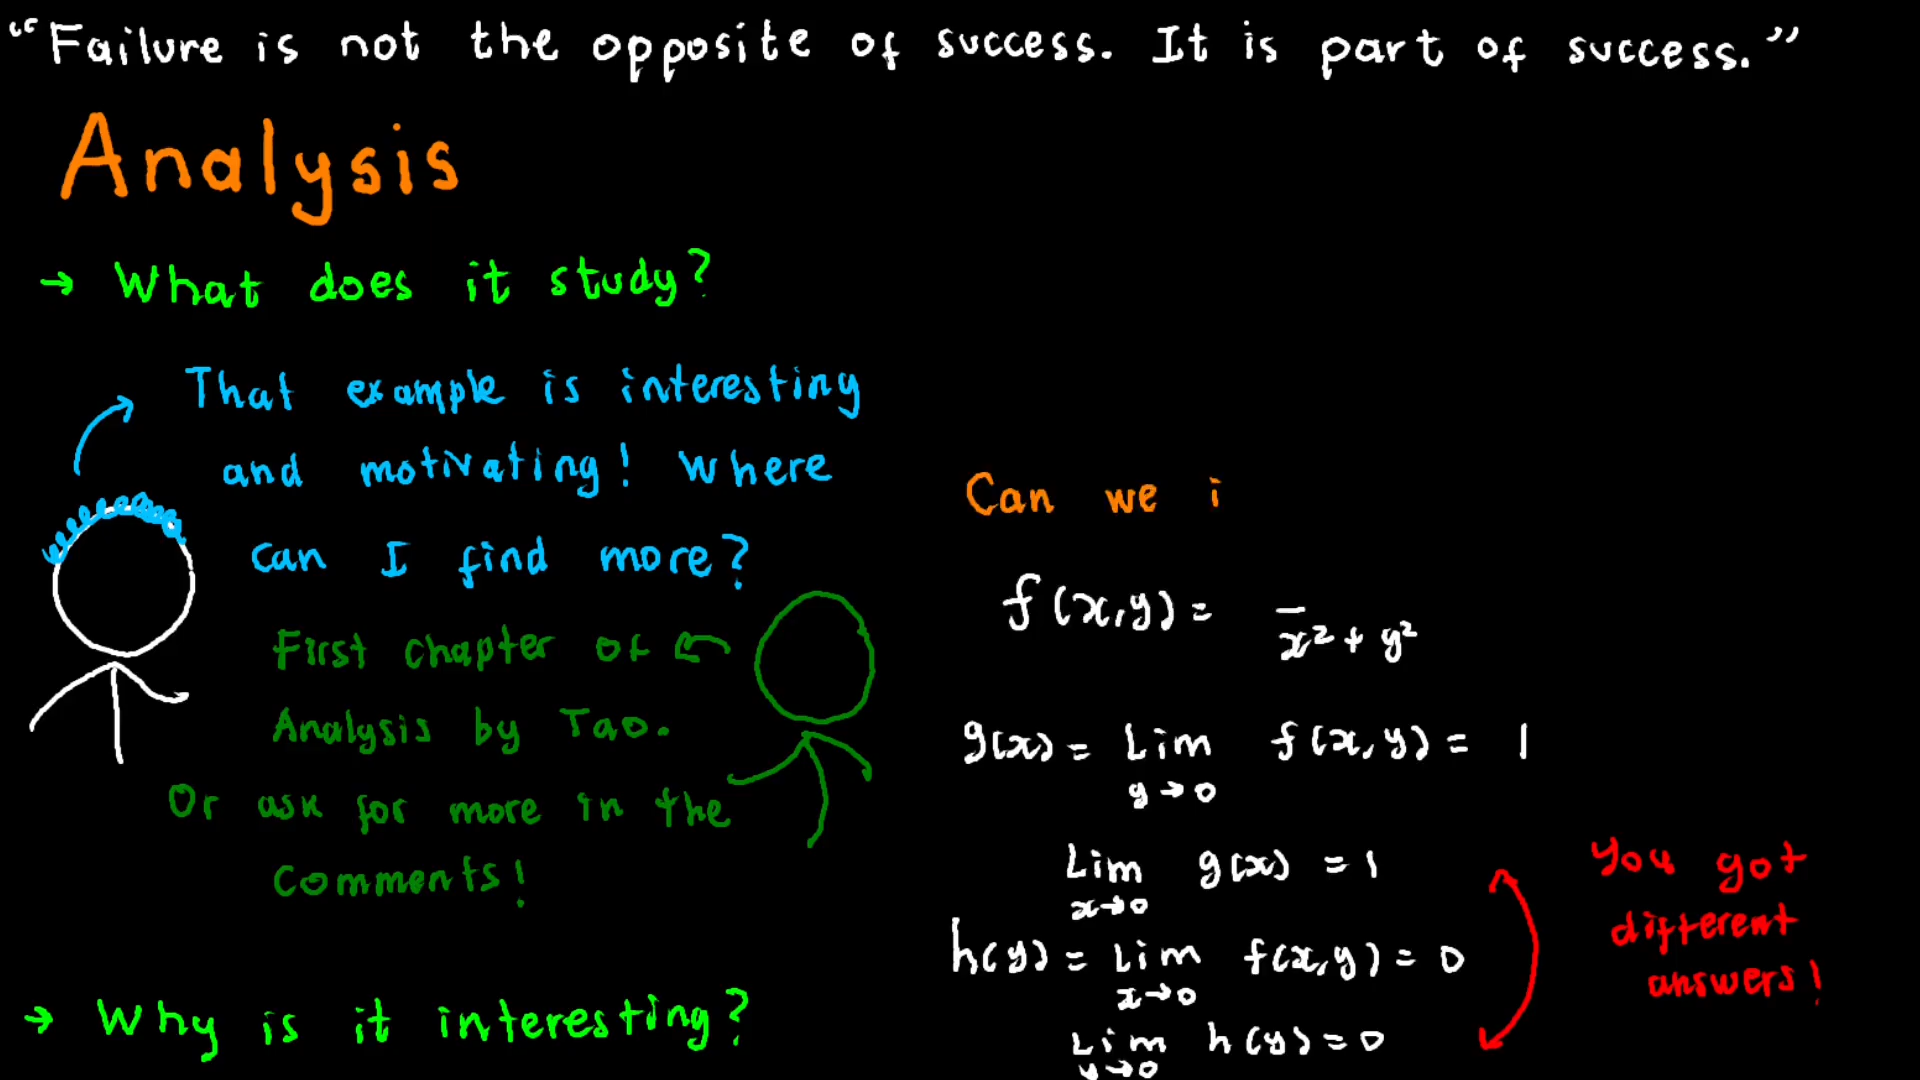 “Failure is not the opposite of success. It is part of success.”
Analysis
→ What does it study?
That example is interesting
and motivating! Where
can I find more?
First chapter of
Analysis by Tao.
Or ask for more in the
comments!
→ Why is it interesting?
Can we i
f(x,y) =
x² + y²
g(x) = Lim f(x,y) = 1
y→0
Lim g(x) = 1
x→0
h(y) = Lim f(x,y) = 0
x→0
Lim h(y) = 0
y→0
You got
different
answers!